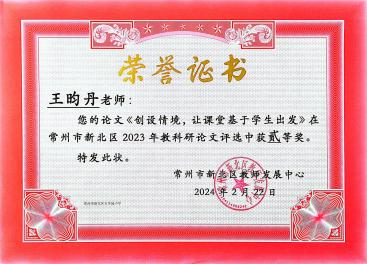 荣誉证书
王昀丹老师:
您的论文《创设情境,让课堂基于学生出发》在
常州市新北区2023年教科研论文评选中获贰等奖。
特发此状。
常州市新北区教师发展中心
2024年2月22日